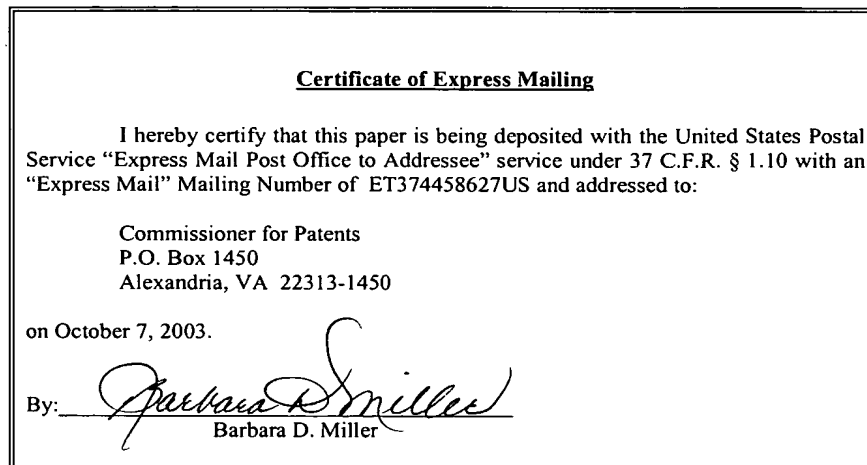 Certificate of Express Mailing
I hereby certify that this paper is being deposited with the United States Postal
Service “Express Mail Post Office to Addressee” service under 37 C.F.R. § 1.10 with an
“Express Mail” Mailing Number of ET374458627US and addressed to:
Commissioner for Patents
P.O. Box 1450
Alexandria, VA 22313-1450
on October 7, 2003.
By: Barbara D Miller
Barbara D. Miller